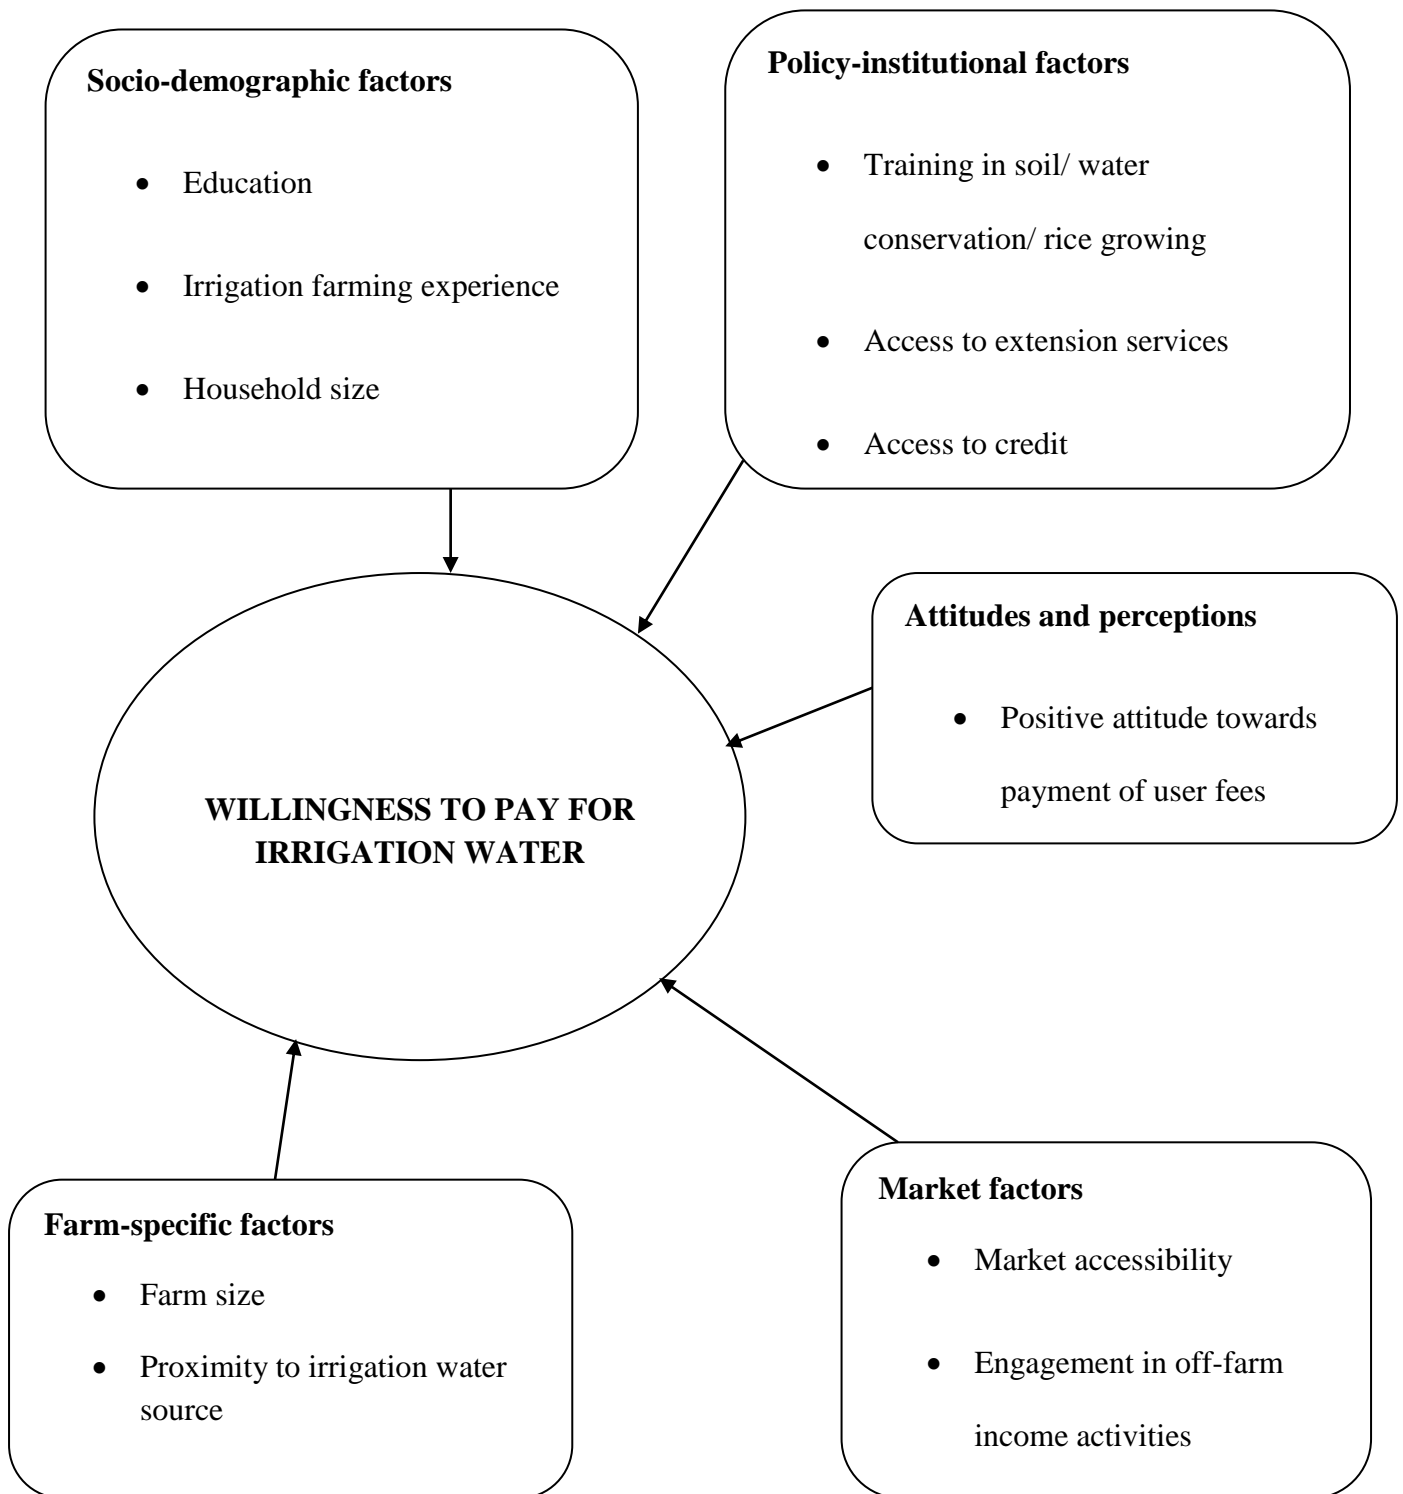 Socio-demographic factors
• Education
• Irrigation farming experience
• Household size
Policy-institutional factors
• Training in soil/ water
conservation/ rice growing
• Access to extension services
• Access to credit
Attitudes and perceptions
• Positive attitude towards
payment of user fees
WILLINGNESS TO PAY FOR
IRRIGATION WATER
Farm-specific factors
• Farm size
• Proximity to irrigation water
source
Market factors
• Market accessibility
• Engagement in off-farm
income activities